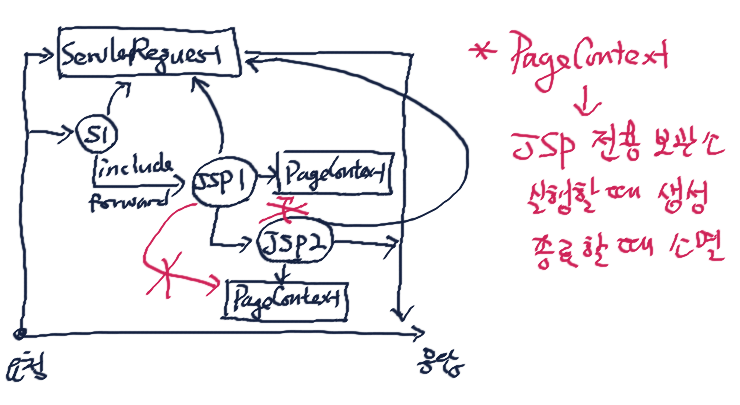 ServletRequest
S1
include
forward
JSP1
PageContext
JSP2
PageContext
요청
응답
* PageContext
JSP 전용 보관소
실행할 때 생성
종료할 때 소멸